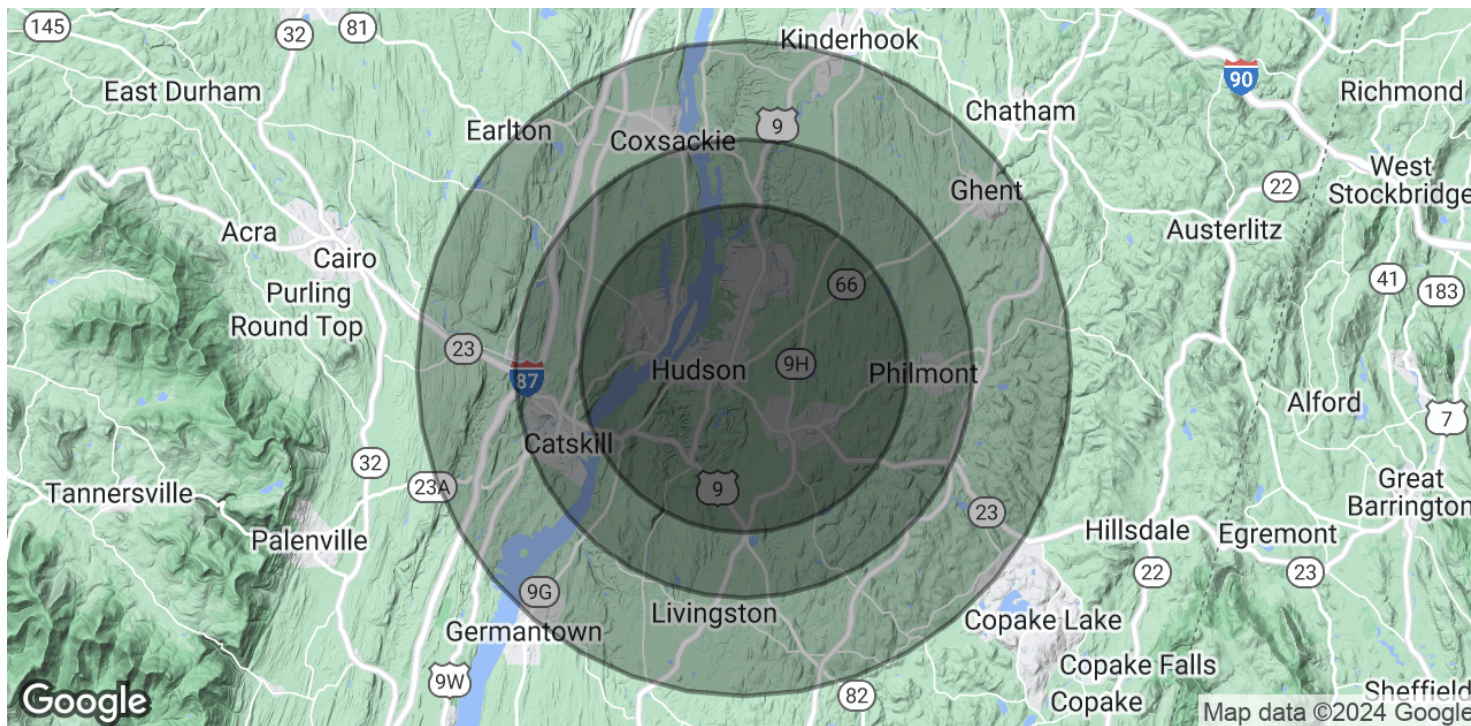 145
32
81
Kinderhook
East Durham
90
Richmond
Earlton
Coxsackie
9
Chatham
West
Stockbridge
22
Ghent
Acra
Cairo
Austerlitz
66
41
183
Purling
Round Top
23
87
Hudson
9H
Philmont
Alford
7
Catskill
32
23A
9
Tannersville
Great
Barrington
23
Palenville
Hillsdale
Egremont
22
23
9G
Livingston
Germantown
Copake Lake
9W
82
Copake Falls
Copake
Sheffield
Google
Map data ©2024 Google